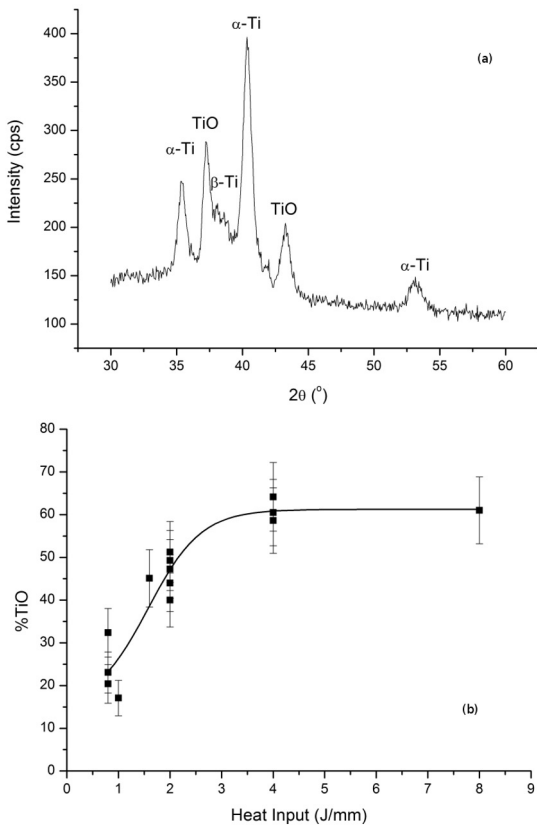 α-Ti
(a)
TiO
α-Ti
β-Ti
TiO
α-Ti
400
350
300
250
200
150
100
Intensity (cps)
30 35 40 45 50 55 60
2θ (°)
80
70
60
50
40
30
20
10
0
%TiO
(b)
0 1 2 3 4 5 6 7 8 9
Heat Input (J/mm)